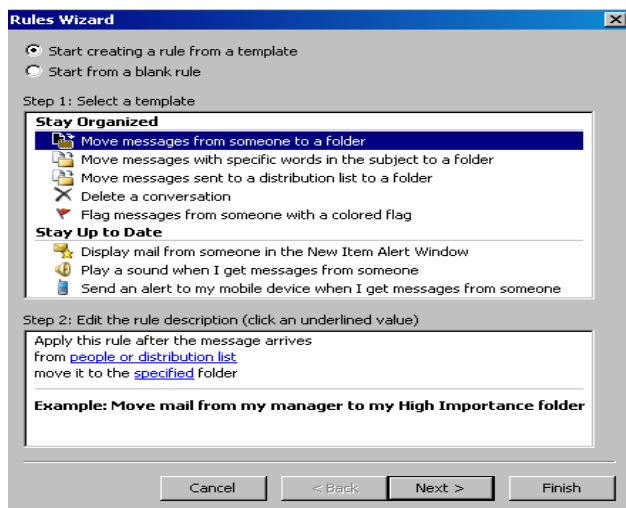 Rules Wizard
Start creating a rule from a template
Start from a blank rule
Step 1: Select a template
Stay Organized
Move messages from someone to a folder
Move messages with specific words in the subject to a folder
Move messages sent to a distribution list to a folder
Delete a conversation
Flag messages from someone with a colored flag
Stay Up to Date
Display mail from someone in the New Item Alert Window
Play a sound when I get messages from someone
Send an alert to my mobile device when I get messages from someone
Step 2: Edit the rule description (click an underlined value)
Apply this rule after the message arrives
from people or distribution list
move it to the specified folder
Example: Move mail from my manager to my High Importance folder
Cancel < Back Next > Finish